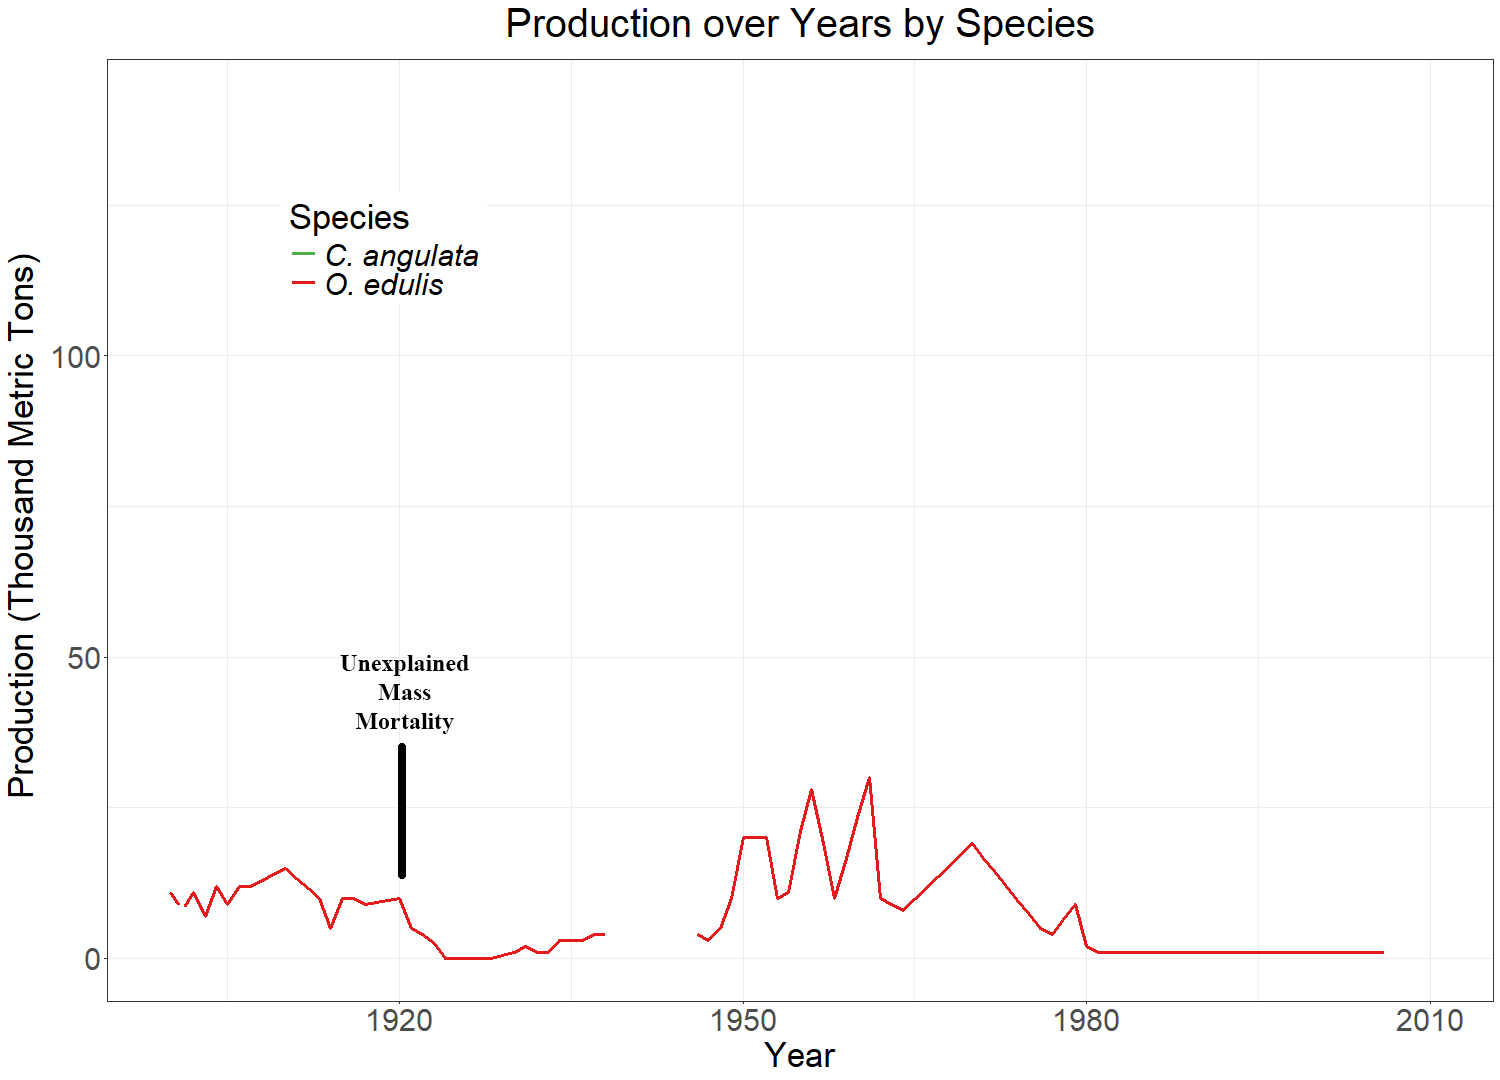 Production over Years by Species
Species
C. angulata
O. edulis
Production (Thousand Metric Tons)
100
50
0
Unexplained
Mass
Mortality
1920
1950
1980
2010
Year